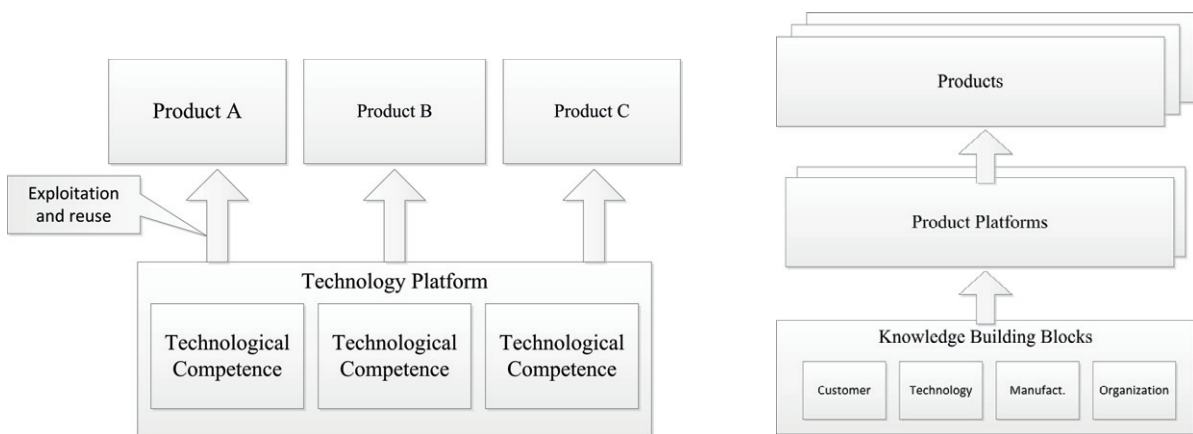 Product A
Product B
Product C
Exploitation
and reuse
Technology Platform
Technological
Competence
Technological
Competence
Technological
Competence
Products
Product Platforms
Knowledge Building Blocks
Customer
Technology
Manufact.
Organization